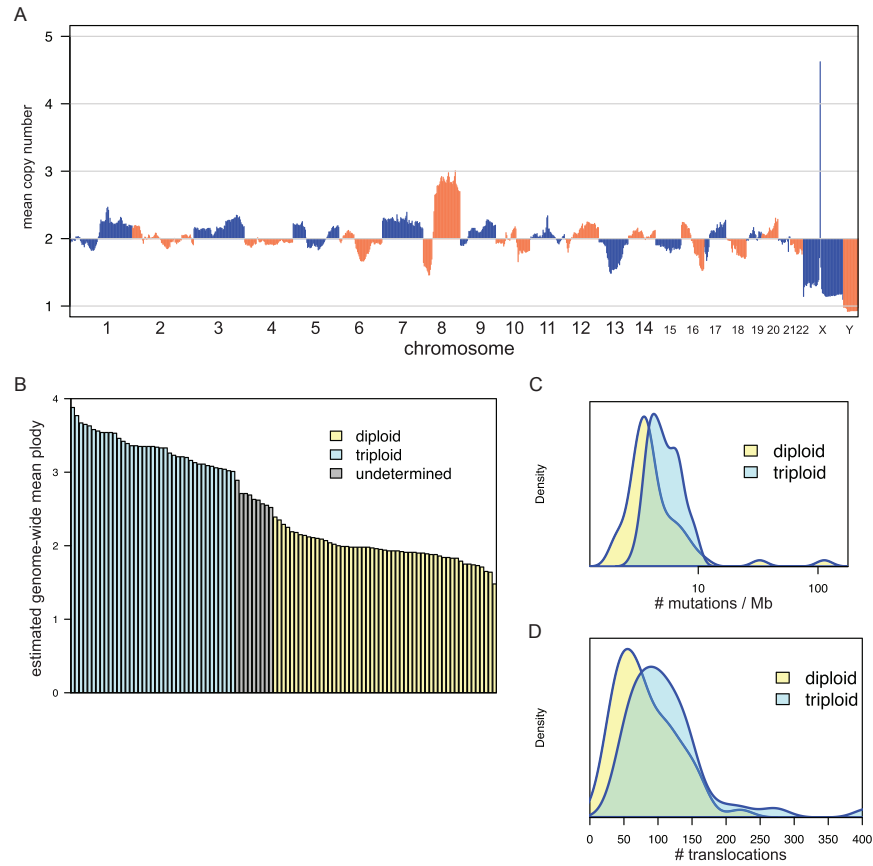 A
5
4
3
2
1
mean copy number
1 2 3 4 5 6 7 8 9 10 11 12 13 14 15 16 17 18 19 20 2122 X Y
chromosome
B
4
3
2
1
0
estimated genome-wide mean plody
diploid
triploid
undetermined
C
Density
diploid
triploid
10 100
# mutations / Mb
D
Density
diploid
triploid
0 50 100 150 200 250 300 350 400
# translocations